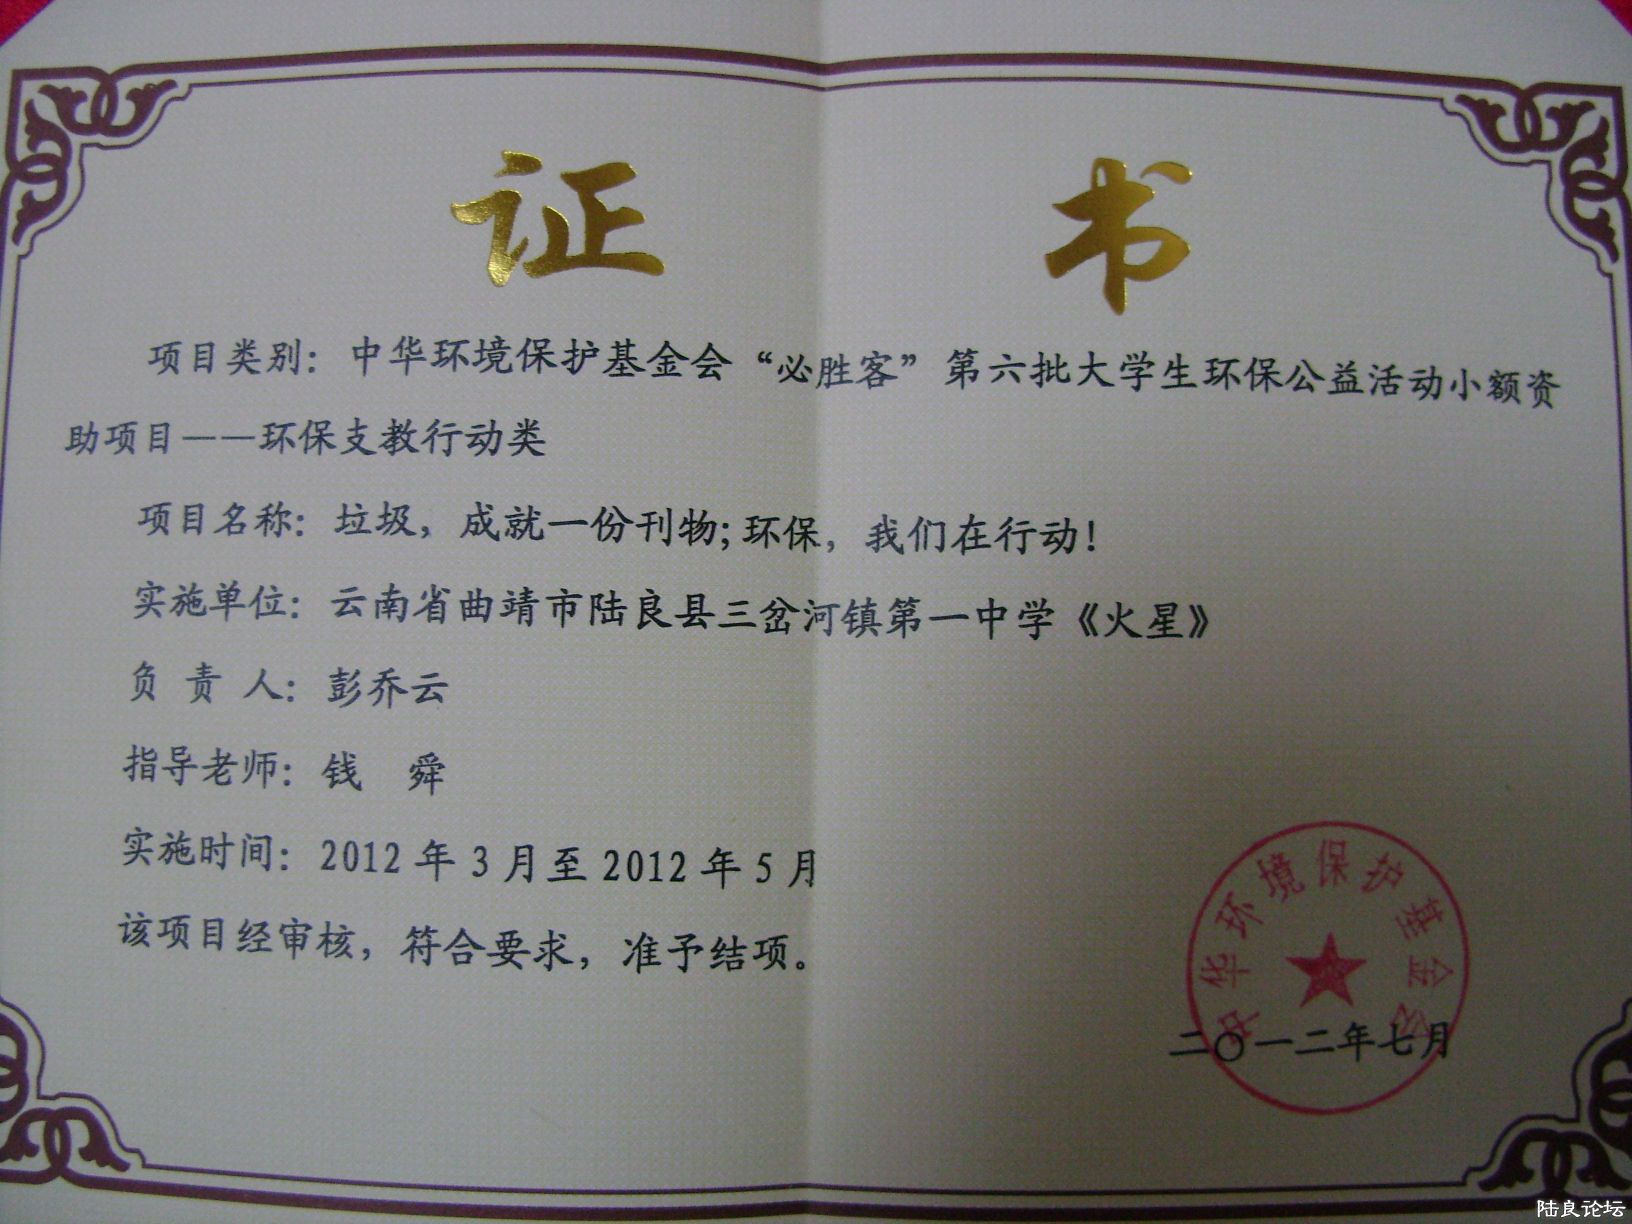 证 书
项目类别：中华环境保护基金会“必胜客”第六批大学生环保公益活动小额资
助项目——环保支教行动类
项目名称：垃圾，成就一份刊物；环保，我们在行动！
实施单位：云南省曲靖市陆良县三岔河镇第一中学《火星》
负 责 人：彭乔云
指导老师：钱 舜
实施时间：2012年3月至2012年5月
该项目经审核，符合要求，准予结项。
中华环境保护基金会
二〇一二年七月
陆良论坛